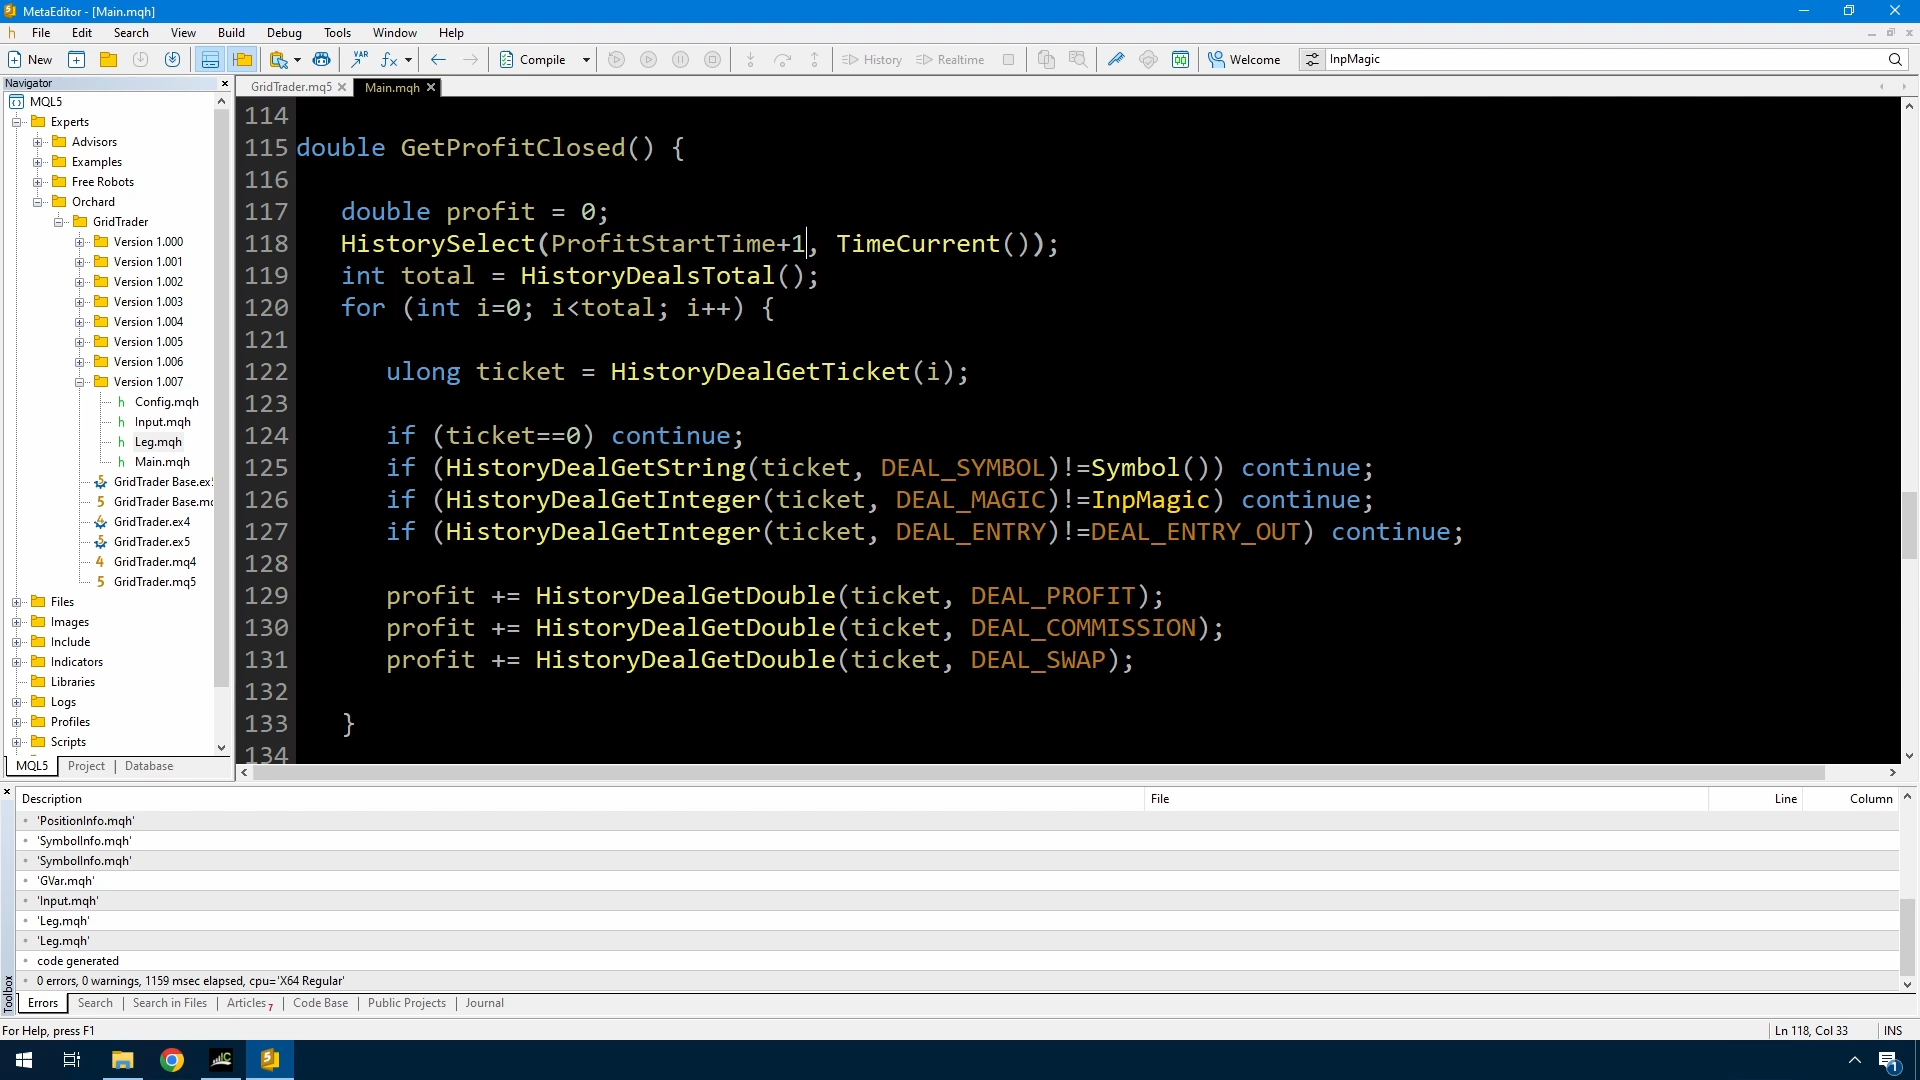 MetaEditor - [Main.mqh]
File Edit Search View Build Debug Tools Window Help
New Compile History Realtime Welcome InpMagic
Navigator
MQL5
Experts
Advisors
Examples
Free Robots
Orchard
GridTrader
Version 1.000
Version 1.001
Version 1.002
Version 1.003
Version 1.004
Version 1.005
Version 1.006
Version 1.007
Config.mqh
Input.mqh
Leg.mqh
Main.mqh
GridTrader Base.ex5
GridTrader Base.mq
GridTrader.ex4
GridTrader.ex5
GridTrader.mq4
GridTrader.mq5
Files
Images
Include
Indicators
Libraries
Logs
Profiles
Scripts
MQL5 Project Database
GridTrader.mq5 Main.mqh
114
115 double GetProfitClosed() {
116
117 double profit = 0;
118 HistorySelect(ProfitStartTime+1, TimeCurrent());
119 int total = HistoryDealsTotal();
120 for (int i=0; i<total; i++) {
121
122 ulong ticket = HistoryDealGetTicket(i);
123
124 if (ticket==0) continue;
125 if (HistoryDealGetString(ticket, DEAL_SYMBOL)!=Symbol()) continue;
126 if (HistoryDealGetInteger(ticket, DEAL_MAGIC)!=InpMagic) continue;
127 if (HistoryDealGetInteger(ticket, DEAL_ENTRY)!=DEAL_ENTRY_OUT) continue;
128
129 profit += HistoryDealGetDouble(ticket, DEAL_PROFIT);
130 profit += HistoryDealGetDouble(ticket, DEAL_COMMISSION);
131 profit += HistoryDealGetDouble(ticket, DEAL_SWAP);
132
133 }
134
Description File Line Column
'PositionInfo.mqh'
'SymbolInfo.mqh'
'SymbolInfo.mqh'
'GVar.mqh'
'Input.mqh'
'Leg.mqh'
'Leg.mqh'
code generated
0 errors, 0 warnings, 1159 msec elapsed, cpu='X64 Regular'
Toolbox
Errors Search Search in Files Articles 7 Code Base Public Projects Journal
For Help, press F1 Ln 118, Col 33 INS
1